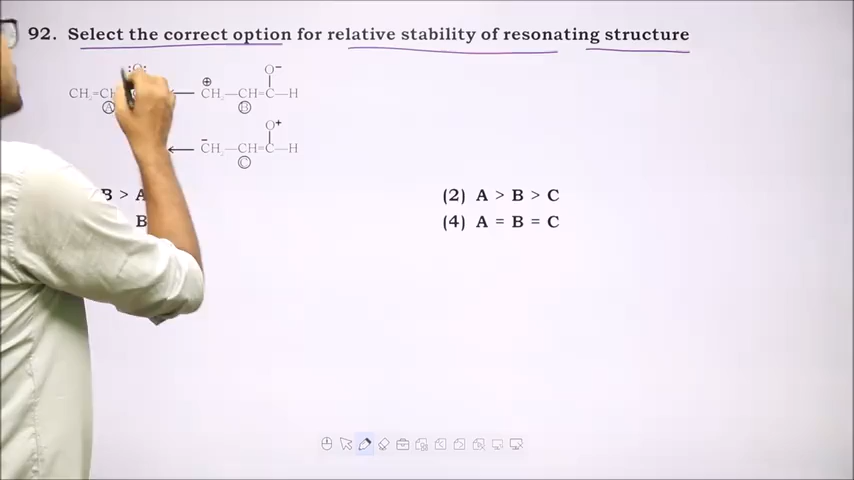 92. Select the correct option for relative stability of resonating structure
:O:
CH₂=CH
⊕ CH₂—CH=C—H
O⁻
Ⓐ
Ⓑ
O⁺
⁻CH₂—CH=C—H
Ⓒ
B > A
(2) A > B > C
B
(4) A = B = C